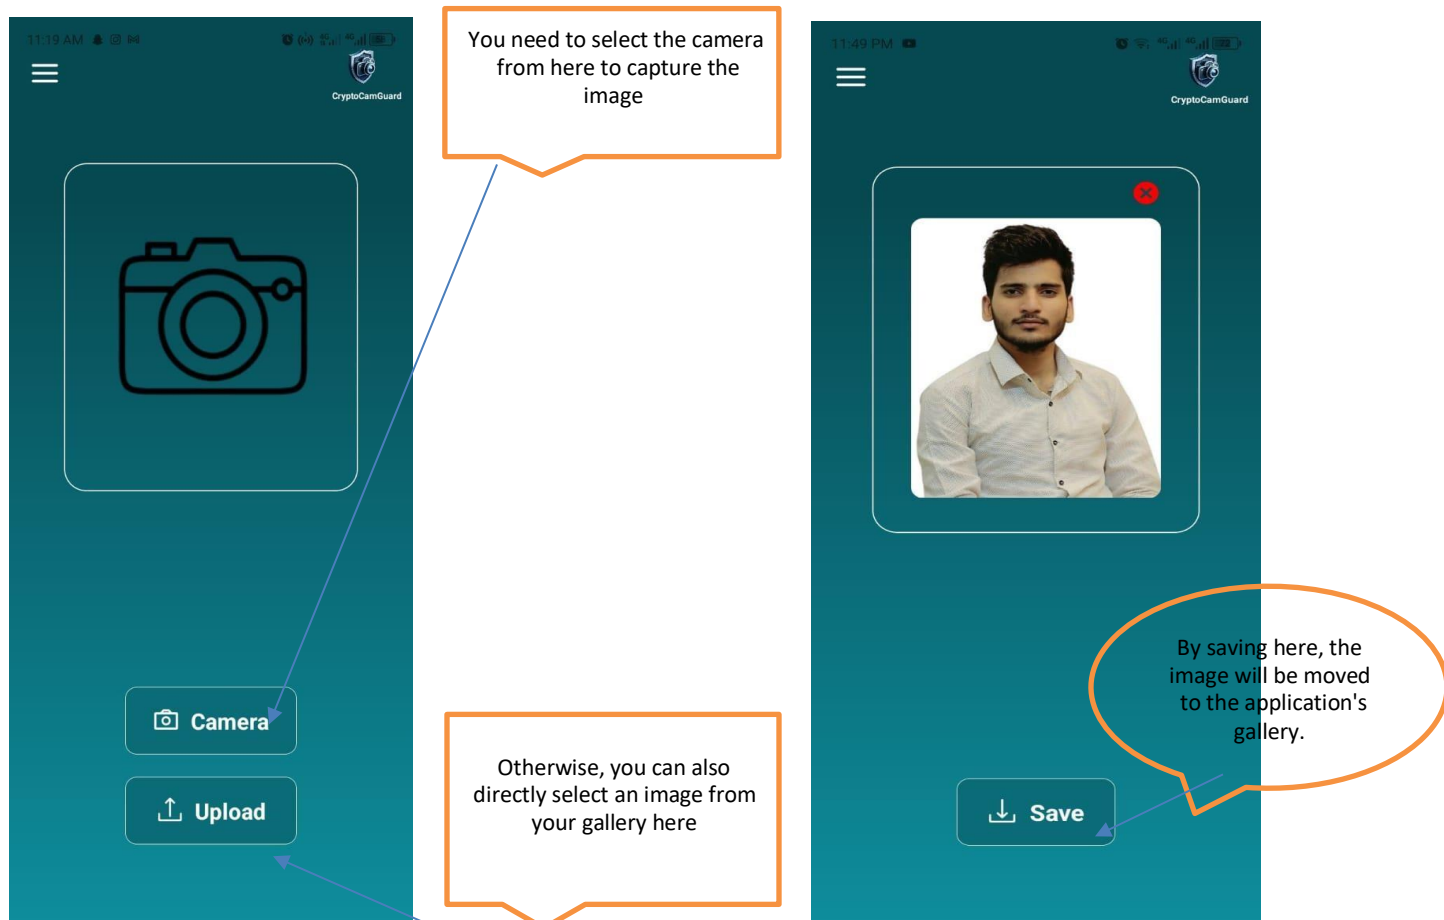 11:19 AM
CryptoCamGuard
You need to select the camera
from here to capture the
image
Camera
Upload
Otherwise, you can also
directly select an image from
your gallery here
11:49 PM
4G
4G
CryptoCamGuard
By saving here, the
image will be moved
to the application's
gallery.
Save